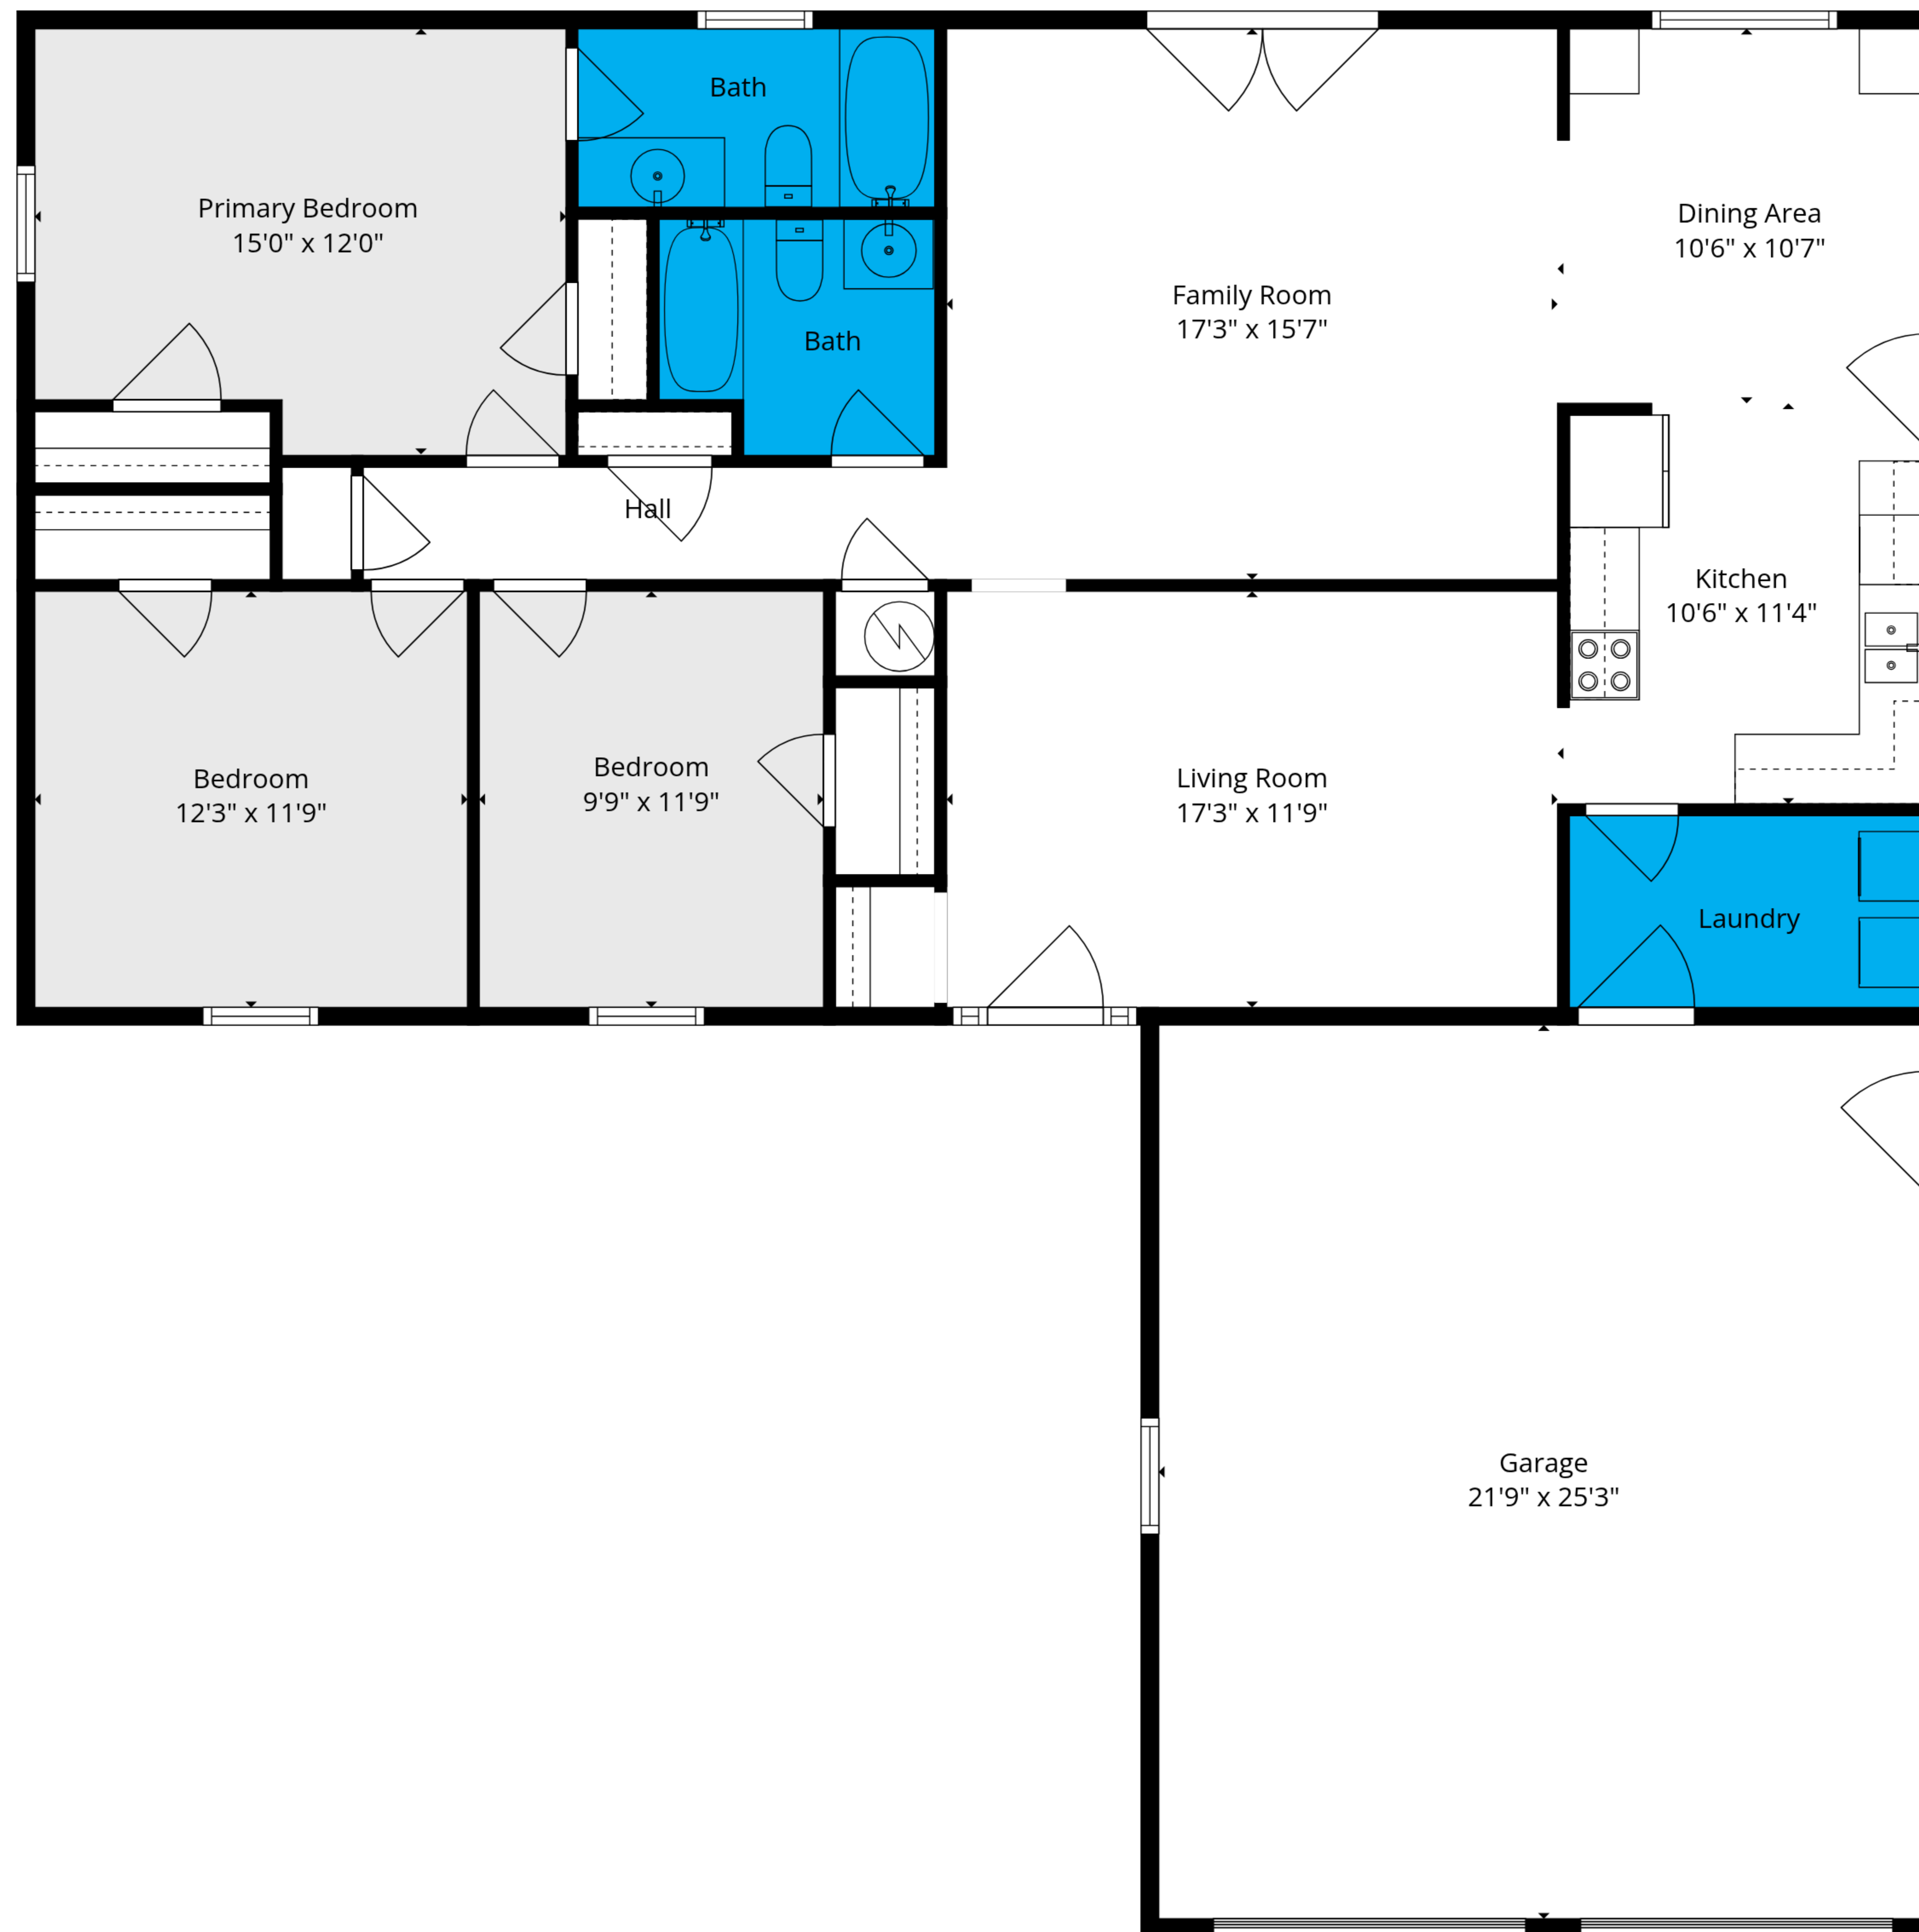 Bath
Primary Bedroom
15'0" x 12'0"
Dining Area
10'6" x 10'7"
Family Room
17'3" x 15'7"
Bath
Hall
Kitchen
10'6" x 11'4"
Bedroom
12'3" x 11'9"
Bedroom
9'9" x 11'9"
Living Room
17'3" x 11'9"
Laundry
Garage
21'9" x 25'3"